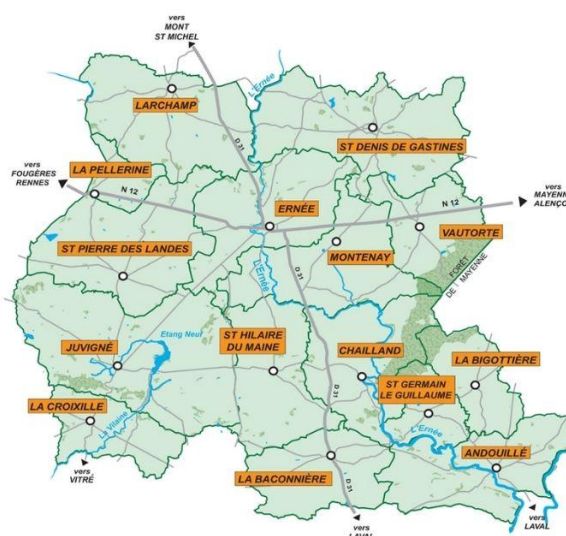 vers
MONT
ST MICHEL
L'Ernée
LARCHAMP
D 31
ST DENIS DE GASTINES
vers
FOUGÈRES
RENNES
LA PELLERINE
N 12
ERNÉE
N 12
vers
MAYENN
ALENÇO
VAUTORTE
ST PIERRE DES LANDES
MONTENAY
L'Ernée
FORÊT
DE MAYENNE
Etang Neuf
JUVIGNÉ
ST HILAIRE
DU MAINE
CHAILLAND
LA BIGOTTIÈRE
D 31
ST GERMAIN
LE GUILLAUME
LA CROIXILLE
La Vilaine
L'Ernée
vers
VITRÉ
LA BACONNIÈRE
D 31
ANDOUILLÉ
vers
LAVAL
vers
LAVAL